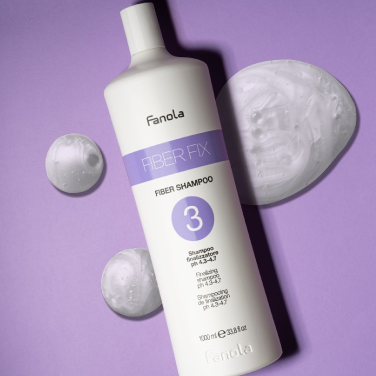 Fanola
FIBER FIX
FIBER SHAMPOO
3
Shampoo
finalizzatore
ph 4,3-4,7
Finalizing
shampoo
ph 4,3-4,7
Shampooing
de finalisation
ph 4,3-4,7
1000 ml e 33.8 fl.oz
Fanola